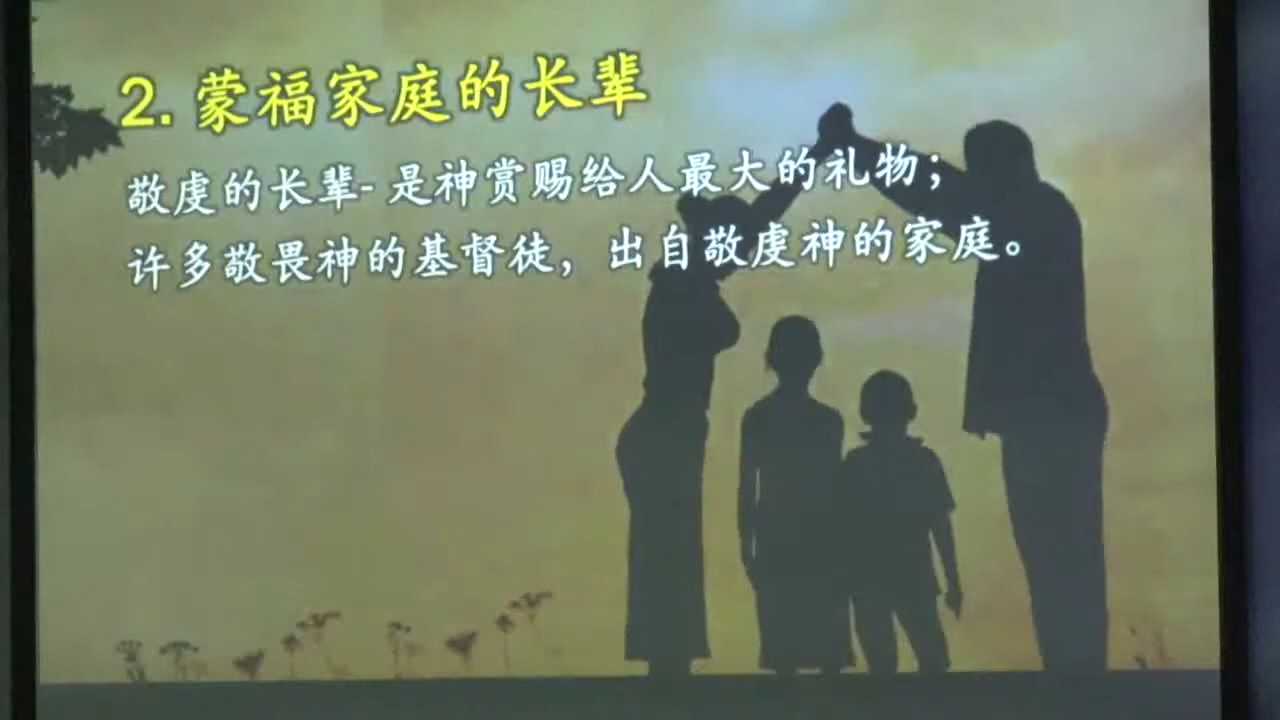 2. 蒙福家庭的长辈
敬虔的长辈- 是神赏赐给人最大的礼物；
许多敬畏神的基督徒，出自敬虔神的家庭。